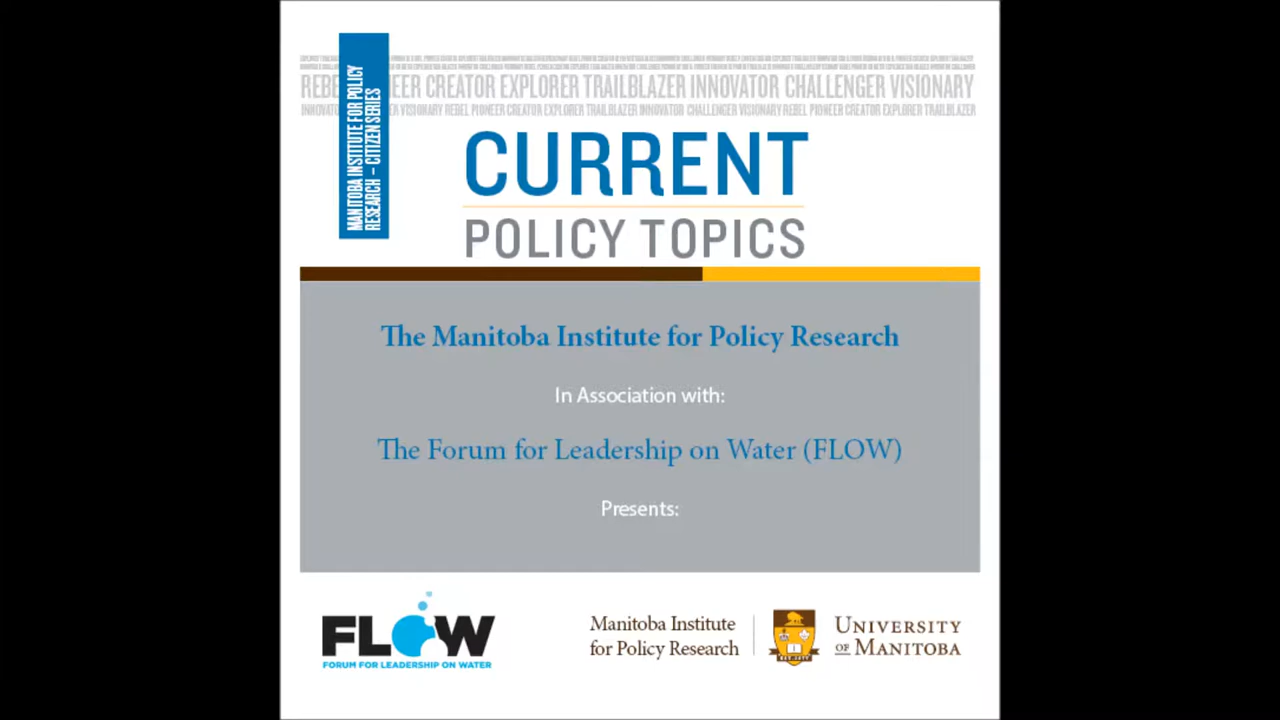 MANITOBA INSTITUTE FOR POLICY
RESEARCH – CITIZEN SERIES
EER CREATOR EXPLORER TRAILBLAZER INNOVATOR CHALLENGER VISIONARY
VISIONARY REBEL PIONEER CREATOR EXPLORER TRAILBLAZER INNOVATOR CHALLENGER VISIONARY REBEL PIONEER CREATOR EXPLORER TRAILBLAZER
CURRENT
POLICY TOPICS
The Manitoba Institute for Policy Research
In Association with:
The Forum for Leadership on Water (FLOW)
Presents:
FLOW
FORUM FOR LEADERSHIP ON WATER
Manitoba Institute
for Policy Research
UNIVERSITY
OF MANITOBA